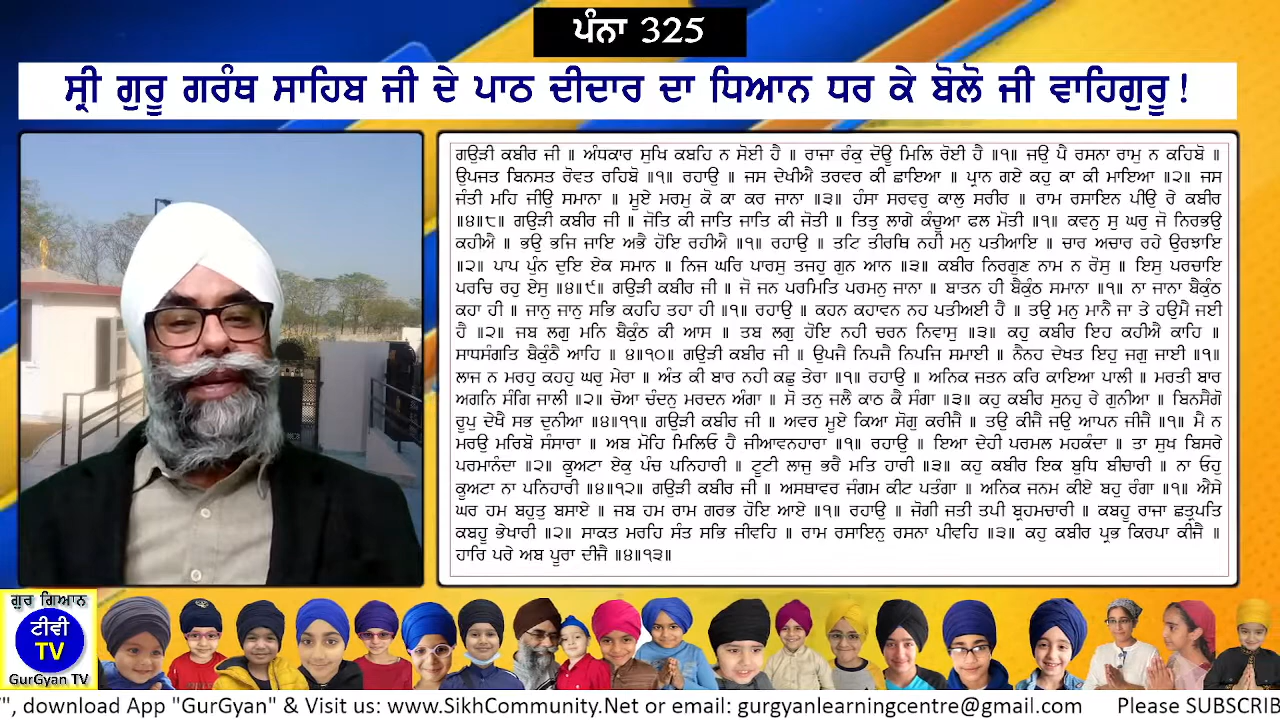 ਪੰਨਾ 325
ਸ੍ਰੀ ਗੁਰੂ ਗਰੰਥ ਸਾਹਿਬ ਜੀ ਦੇ ਪਾਠ ਦੀਦਾਰ ਦਾ ਧਿਆਨ ਧਰ ਕੇ ਬੋਲੋ ਜੀ ਵਾਹਿਗੁਰੂ !
ਗਉੜੀ ਕਬੀਰ ਜੀ ॥ ਅੰਧਕਾਰ ਸੁਖਿ ਕਬਹਿ ਨ ਸੋਈ ਹੈ ॥ ਰਾਜਾ ਰੰਕੁ ਦੋਊ ਮਿਲਿ ਰੋਈ ਹੈ ॥੧॥ ਜਉ ਪੈ ਰਸਨਾ ਰਾਮੁ ਨ ਕਹਿਬੋ ॥
ਉਪਜਤ ਬਿਨਸਤ ਰੋਵਤ ਰਹਿਬੋ ॥੧॥ ਰਹਾਉ ॥ ਜਸ ਦੇਖੀਐ ਤਰਵਰ ਕੀ ਛਾਇਆ ॥ ਪ੍ਰਾਨ ਗਏ ਕਹੁ ਕਾ ਕੀ ਮਾਇਆ ॥੨॥ ਜਸ
ਜੰਤੀ ਮਹਿ ਜੀਉ ਸਮਾਨਾ ॥ ਮੂਏ ਮਰਮੁ ਕੋ ਕਾ ਕਰ ਜਾਨਾ ॥੩॥ ਹੰਸਾ ਸਰਵਰੁ ਕਾਲੁ ਸਰੀਰ ॥ ਰਾਮ ਰਸਾਇਨ ਪੀਉ ਰੇ ਕਬੀਰ
॥੪॥੮॥ ਗਉੜੀ ਕਬੀਰ ਜੀ ॥ ਜੋਤਿ ਕੀ ਜਾਤਿ ਜਾਤਿ ਕੀ ਜੋਤੀ ॥ ਤਿਤੁ ਲਾਗੇ ਕੰਚੂਆ ਫਲ ਮੋਤੀ ॥੧॥ ਕਵਨੁ ਸੁ ਘਰੁ ਜੋ ਨਿਰਭਉ
ਕਹੀਐ ॥ ਭਉ ਭਜਿ ਜਾਇ ਅਭੈ ਹੋਇ ਰਹੀਐ ॥੧॥ ਰਹਾਉ ॥ ਤਟਿ ਤੀਰਥਿ ਨਹੀ ਮਨੁ ਪਤੀਆਇ ॥ ਚਾਰ ਅਚਾਰ ਰਹੇ ਉਰਝਾਇ
॥੨॥ ਪਾਪ ਪੁੰਨ ਦੁਇ ਏਕ ਸਮਾਨ ॥ ਨਿਜ ਘਰਿ ਪਾਰਸੁ ਤਜਹੁ ਗੁਨ ਆਨ ॥੩॥ ਕਬੀਰ ਨਿਰਗੁਣ ਨਾਮ ਨ ਰੋਸੁ ॥ ਇਸੁ ਪਰਚਾਇ
ਪਰਚਿ ਰਹੁ ਏਸੁ ॥੪॥੯॥ ਗਉੜੀ ਕਬੀਰ ਜੀ ॥ ਜੋ ਜਨ ਪਰਮਿਤਿ ਪਰਮਨੁ ਜਾਨਾ ॥ ਬਾਤਨ ਹੀ ਬੈਕੁੰਠ ਸਮਾਨਾ ॥੧॥ ਨਾ ਜਾਨਾ ਬੈਕੁੰਠ
ਕਹਾ ਹੀ ॥ ਜਾਨੁ ਜਾਨੁ ਸਭਿ ਕਹਹਿ ਤਹਾ ਹੀ ॥੧॥ ਰਹਾਉ ॥ ਕਹਨ ਕਹਾਵਨ ਨਹ ਪਤੀਅਈ ਹੈ ॥ ਤਉ ਮਨੁ ਮਾਨੈ ਜਾ ਤੇ ਹਉਮੈ ਜਈ
ਹੈ ॥੨॥ ਜਬ ਲਗੁ ਮਨਿ ਬੈਕੁੰਠ ਕੀ ਆਸ ॥ ਤਬ ਲਗੁ ਹੋਇ ਨਹੀ ਚਰਨ ਨਿਵਾਸੁ ॥੩॥ ਕਹੁ ਕਬੀਰ ਇਹ ਕਹੀਐ ਕਾਹਿ ॥
ਸਾਧਸੰਗਤਿ ਬੈਕੁੰਠੈ ਆਹਿ ॥ ੪॥੧੦॥ ਗਉੜੀ ਕਬੀਰ ਜੀ ॥ ਉਪਜੈ ਨਿਪਜੈ ਨਿਪਜਿ ਸਮਾਈ ॥ ਨੈਨਹ ਦੇਖਤ ਇਹੁ ਜਗੁ ਜਾਈ ॥੧॥
ਲਾਜ ਨ ਮਰਹੁ ਕਹਹੁ ਘਰੁ ਮੇਰਾ ॥ ਅੰਤ ਕੀ ਬਾਰ ਨਹੀ ਕਛੁ ਤੇਰਾ ॥੧॥ ਰਹਾਉ ॥ ਅਨਿਕ ਜਤਨ ਕਰਿ ਕਾਇਆ ਪਾਲੀ ॥ ਮਰਤੀ ਬਾਰ
ਅਗਨਿ ਸੰਗਿ ਜਾਲੀ ॥੨॥ ਚੋਆ ਚੰਦਨੁ ਮਰਦਨ ਅੰਗਾ ॥ ਸੋ ਤਨੁ ਜਲੈ ਕਾਠ ਕੈ ਸੰਗਾ ॥੩॥ ਕਹੁ ਕਬੀਰ ਸੁਨਹੁ ਰੇ ਗੁਨੀਆ ॥ ਬਿਨਸੈਗੋ
ਰੂਪੁ ਦੇਖੈ ਸਭ ਦੁਨੀਆ ॥੪॥੧੧॥ ਗਉੜੀ ਕਬੀਰ ਜੀ ॥ ਅਵਰ ਮੂਏ ਕਿਆ ਸੋਗੁ ਕਰੀਜੈ ॥ ਤਉ ਕੀਜੈ ਜਉ ਆਪਨ ਜੀਜੈ ॥੧॥ ਮੈ ਨ
ਮਰਉ ਮਰਿਬੋ ਸੰਸਾਰਾ ॥ ਅਬ ਮੋਹਿ ਮਿਲਿਓ ਹੈ ਜੀਆਵਨਹਾਰਾ ॥੧॥ ਰਹਾਉ ॥ ਇਆ ਦੇਹੀ ਪਰਮਲ ਮਹਕੰਦਾ ॥ ਤਾ ਸੁਖ ਬਿਸਰੇ
ਪਰਮਾਨੰਦਾ ॥੨॥ ਕੂਅਟਾ ਏਕੁ ਪੰਚ ਪਨਿਹਾਰੀ ॥ ਟੂਟੀ ਲਾਜੁ ਭਰੈ ਮਤਿ ਹਾਰੀ ॥੩॥ ਕਹੁ ਕਬੀਰ ਇਕ ਬੁਧਿ ਬੀਚਾਰੀ ॥ ਨਾ ਓਹੁ
ਕੂਅਟਾ ਨਾ ਪਨਿਹਾਰੀ ॥੪॥੧੨॥ ਗਉੜੀ ਕਬੀਰ ਜੀ ॥ ਅਸਥਾਵਰ ਜੰਗਮ ਕੀਟ ਪਤੰਗਾ ॥ ਅਨਿਕ ਜਨਮ ਕੀਏ ਬਹੁ ਰੰਗਾ ॥੧॥ ਐਸੇ
ਘਰ ਹਮ ਬਹੁਤੁ ਬਸਾਏ ॥ ਜਬ ਹਮ ਰਾਮ ਗਰਭ ਹੋਇ ਆਏ ॥੧॥ ਰਹਾਉ ॥ ਜੋਗੀ ਜਤੀ ਤਪੀ ਬ੍ਰਹਮਚਾਰੀ ॥ ਕਬਹੂ ਰਾਜਾ ਛਤ੍ਰਪਤਿ
ਕਬਹੂ ਭੇਖਾਰੀ ॥੨॥ ਸਾਕਤ ਮਰਹਿ ਸੰਤ ਸਭਿ ਜੀਵਹਿ ॥ ਰਾਮ ਰਸਾਇਨੁ ਰਸਨਾ ਪੀਵਹਿ ॥੩॥ ਕਹੁ ਕਬੀਰ ਪ੍ਰਭ ਕਿਰਪਾ ਕੀਜੈ ॥
ਹਾਰਿ ਪਰੇ ਅਬ ਪੂਰਾ ਦੀਜੈ ॥੪॥੧੩॥
ਗੁਰ ਗਿਆਨ
ਟੀਵੀ
TV
GurGyan TV
", download App "GurGyan" & Visit us: www.SikhCommunity.Net or email: gurgyanlearningcentre@gmail.com Please SUBSCRIB